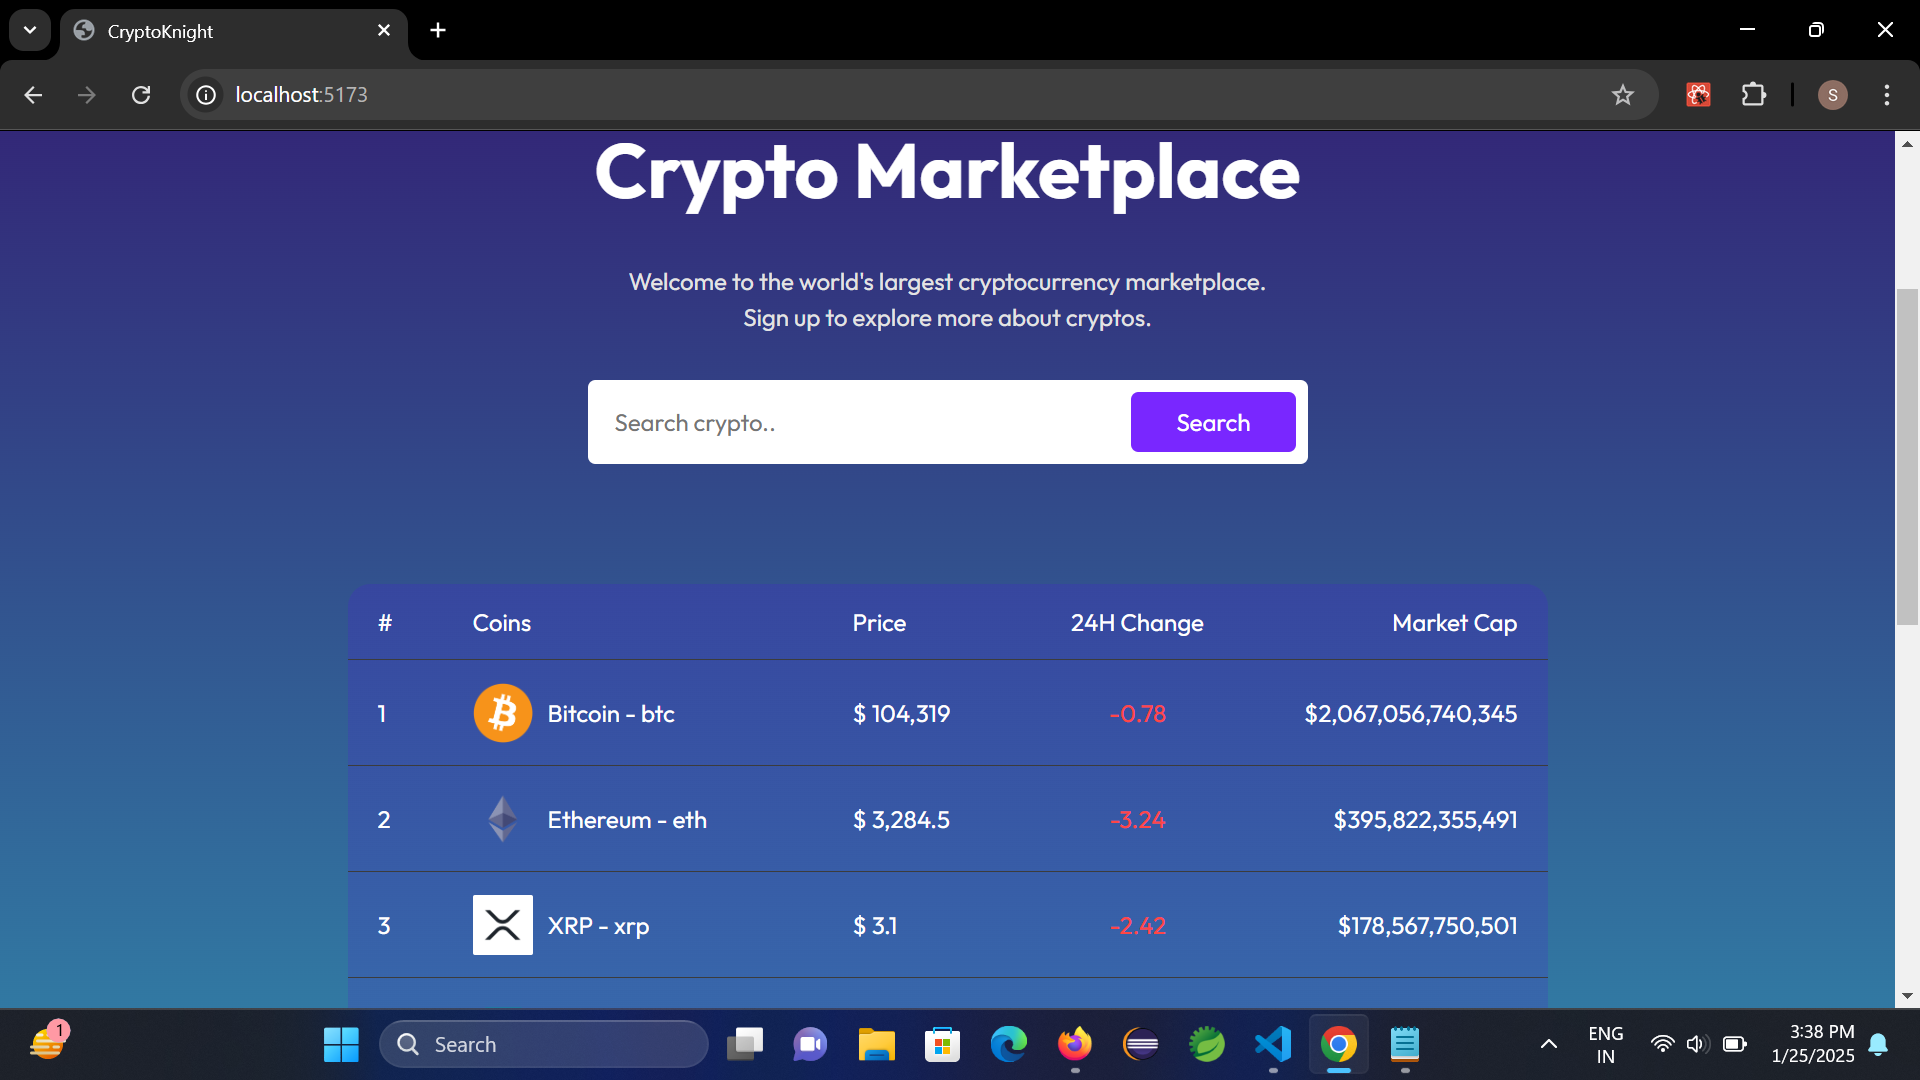 CryptoKnight
localhost:5173
S
Crypto Marketplace
Welcome to the world's largest cryptocurrency marketplace.
Sign up to explore more about cryptos.
Search crypto..
Search
# Coins Price 24H Change Market Cap
1 Bitcoin - btc $ 104,319 -0.78 $2,067,056,740,345
2 Ethereum - eth $ 3,284.5 -3.24 $395,822,355,491
3 XRP - xrp $ 3.1 -2.42 $178,567,750,501
1
Search
ENG
IN
3:38 PM
1/25/2025